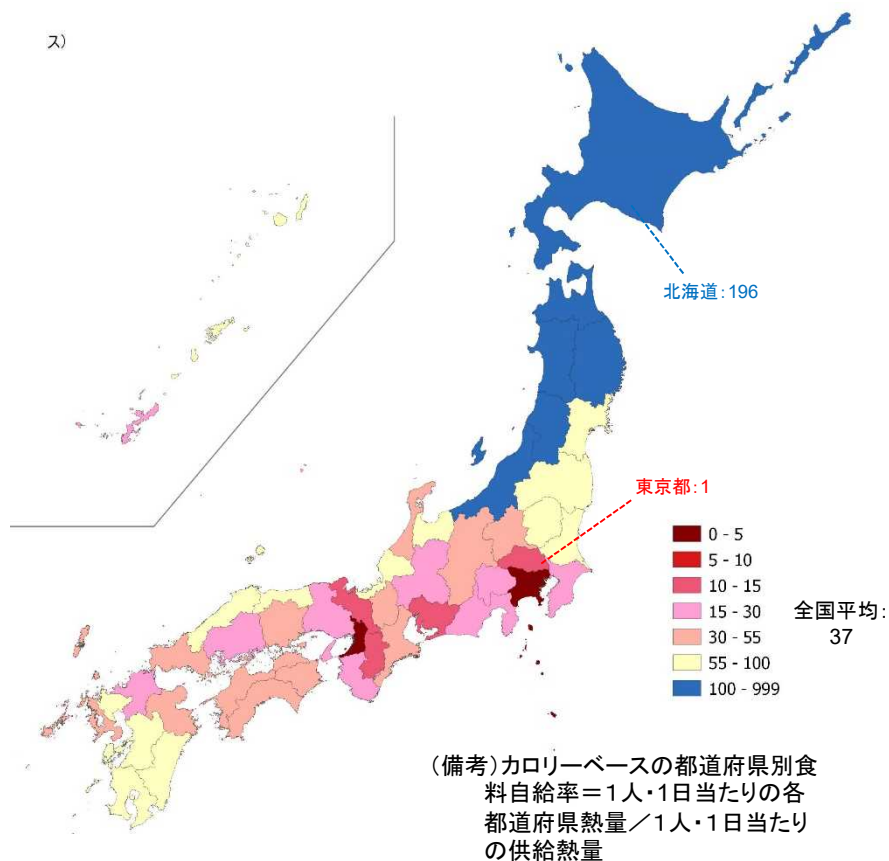 ス)
北海道:196
東京都:1
0 - 5
5 - 10
10 - 15
15 - 30
30 - 55
55 - 100
100 - 999
全国平均:
37
(備考)カロリーベースの都道府県別食
料自給率=1人・1日当たりの各
都道府県熱量/1人・1日当たり
の供給熱量